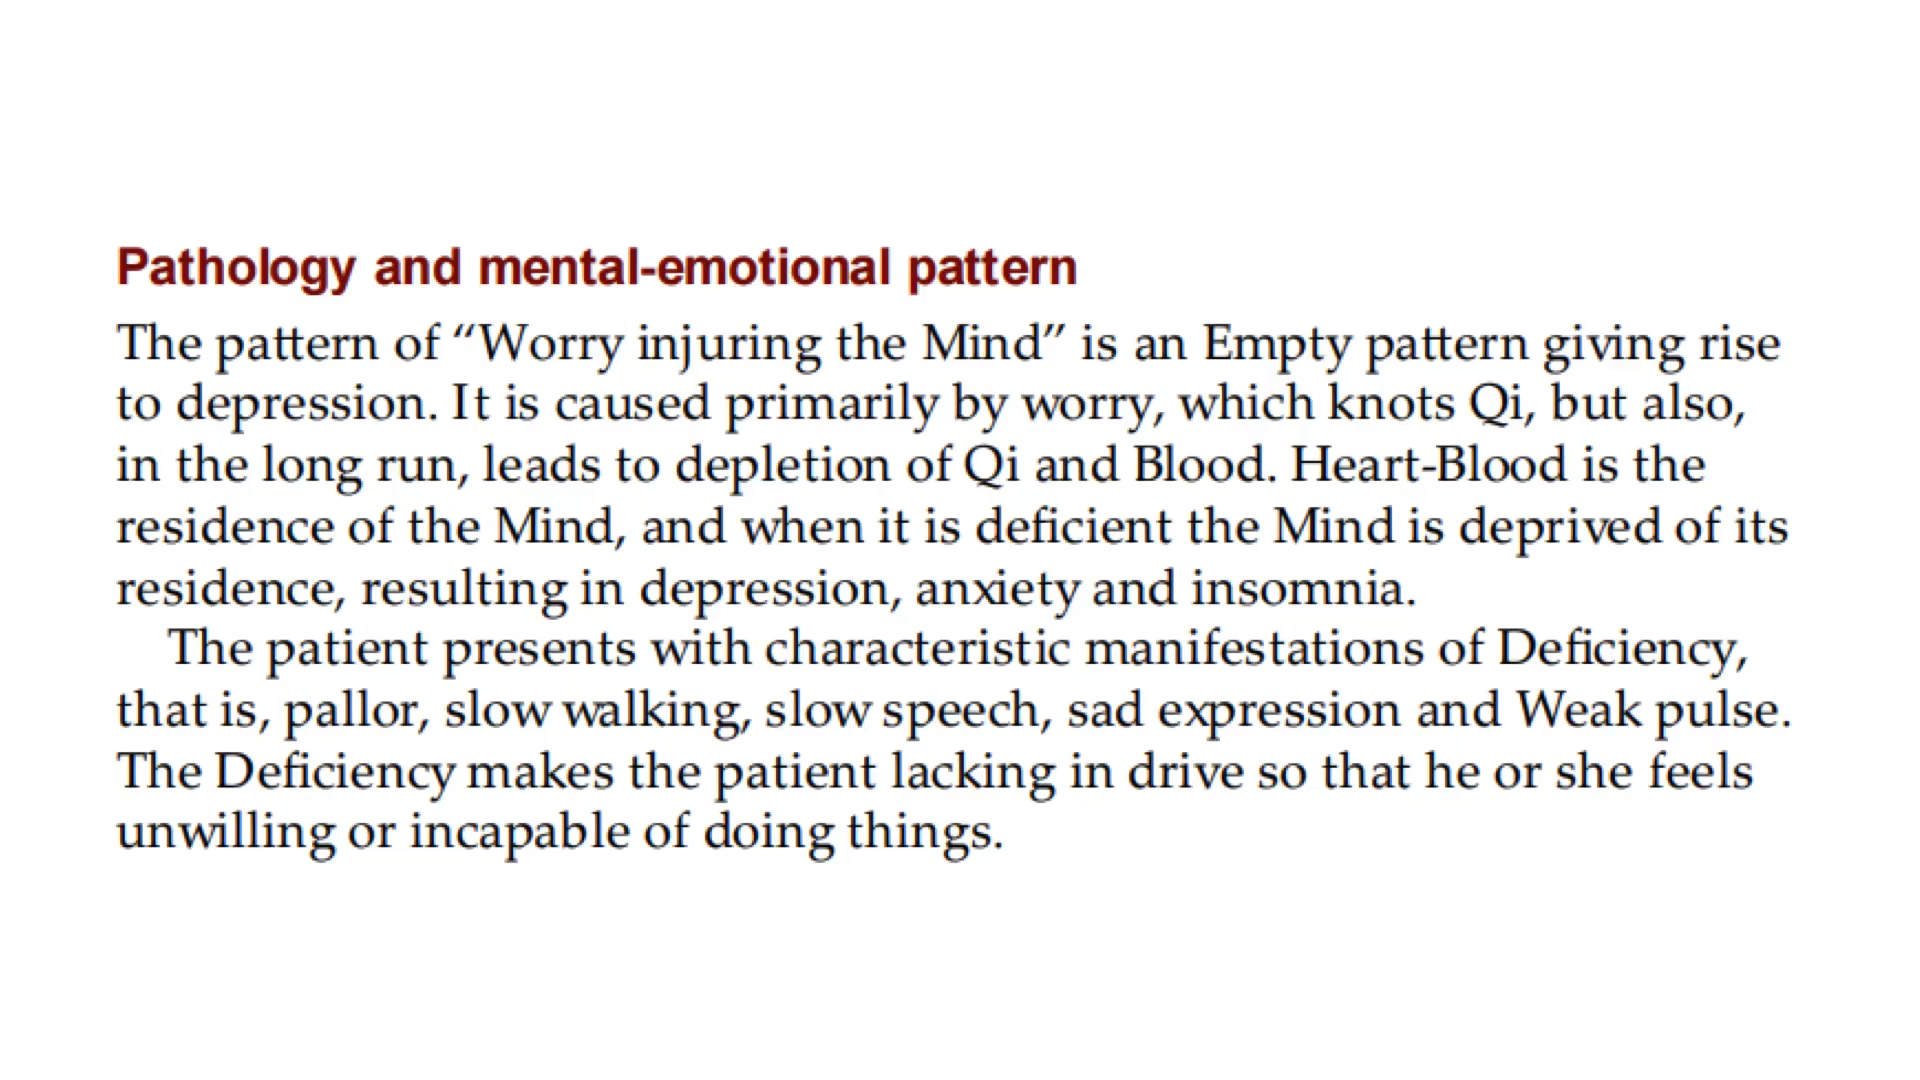 Pathology and mental-emotional pattern
The pattern of “Worry injuring the Mind” is an Empty pattern giving rise
to depression. It is caused primarily by worry, which knots Qi, but also,
in the long run, leads to depletion of Qi and Blood. Heart-Blood is the
residence of the Mind, and when it is deficient the Mind is deprived of its
residence, resulting in depression, anxiety and insomnia.
The patient presents with characteristic manifestations of Deficiency,
that is, pallor, slow walking, slow speech, sad expression and Weak pulse.
The Deficiency makes the patient lacking in drive so that he or she feels
unwilling or incapable of doing things.